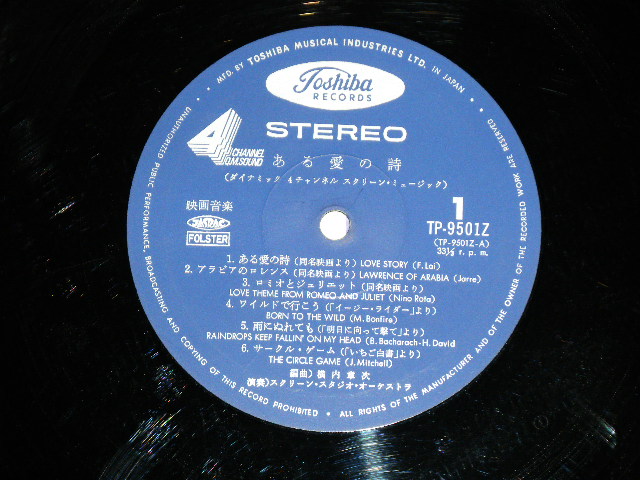 • MFD. BY TOSHIBA MUSICAL INDUSTRIES LTD. IN JAPAN •
UNAUTHORIZED PUBLIC PERFORMANCE, BROADCASTING AND COPYING OF THIS RECORD PROHIBITED • ALL RIGHTS OF THE MANUFACTURER AND OF THE OWNER OF THE RECORDED WORK ARE RESERVED
Toshiba
RECORDS
STEREO
4 CHANNEL
Q.M.SOUND
ある愛の詩
(ダイナミック 4チャンネル スクリーン・ミュージック)
映画音楽
JASRAC
FOLSTER
1
TP-9501Z
(TP-9501Z-A)
33⅓ r. p. m.
1. ある愛の詩 (同名映画より) LOVE STORY (F. Lai)
2. アラビアのロレンス (同名映画より) LAWRENCE OF ARABIA (Jarre)
3. ロミオとジュリエット (同名映画より)
LOVE THEME FROM ROMEO AND JULIET (Nino Rota)
4. ワイルドで行こう (「イージー・ライダー」より)
BORN TO THE WILD (M. Bonfire)
5. 雨にぬれても (「明日に向って撃て」より)
RAINDROPS KEEP FALLIN' ON MY HEAD (B. Bacharach-H. David
6. サークル・ゲーム (「いちご白書」より)
THE CIRCLE GAME (J. Mitchell)
編曲) 横内章次
演奏) スクリーン・スタジオ・オーケストラ